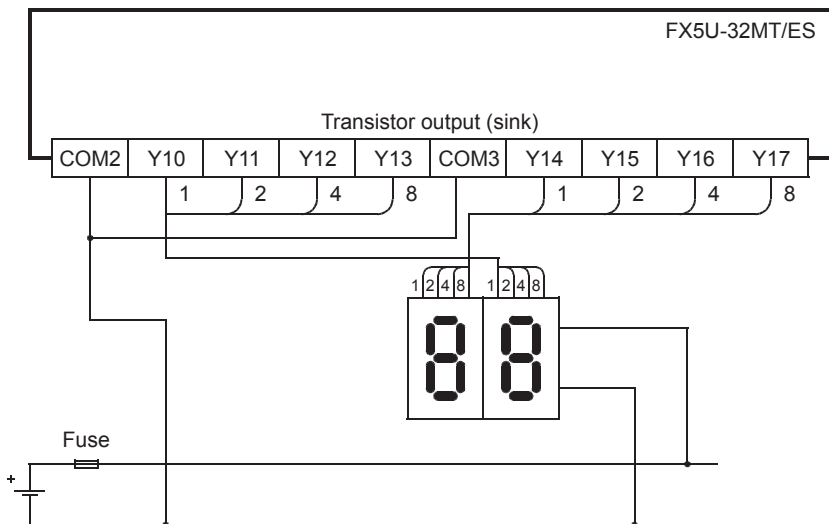 FX5U-32MT/ES
Transistor output (sink)
COM2 Y10 Y11 Y12 Y13 COM3 Y14 Y15 Y16 Y17
1 2 4 8 1 2 4 8
1 2 4 8 1 2 4 8
88
Fuse
+